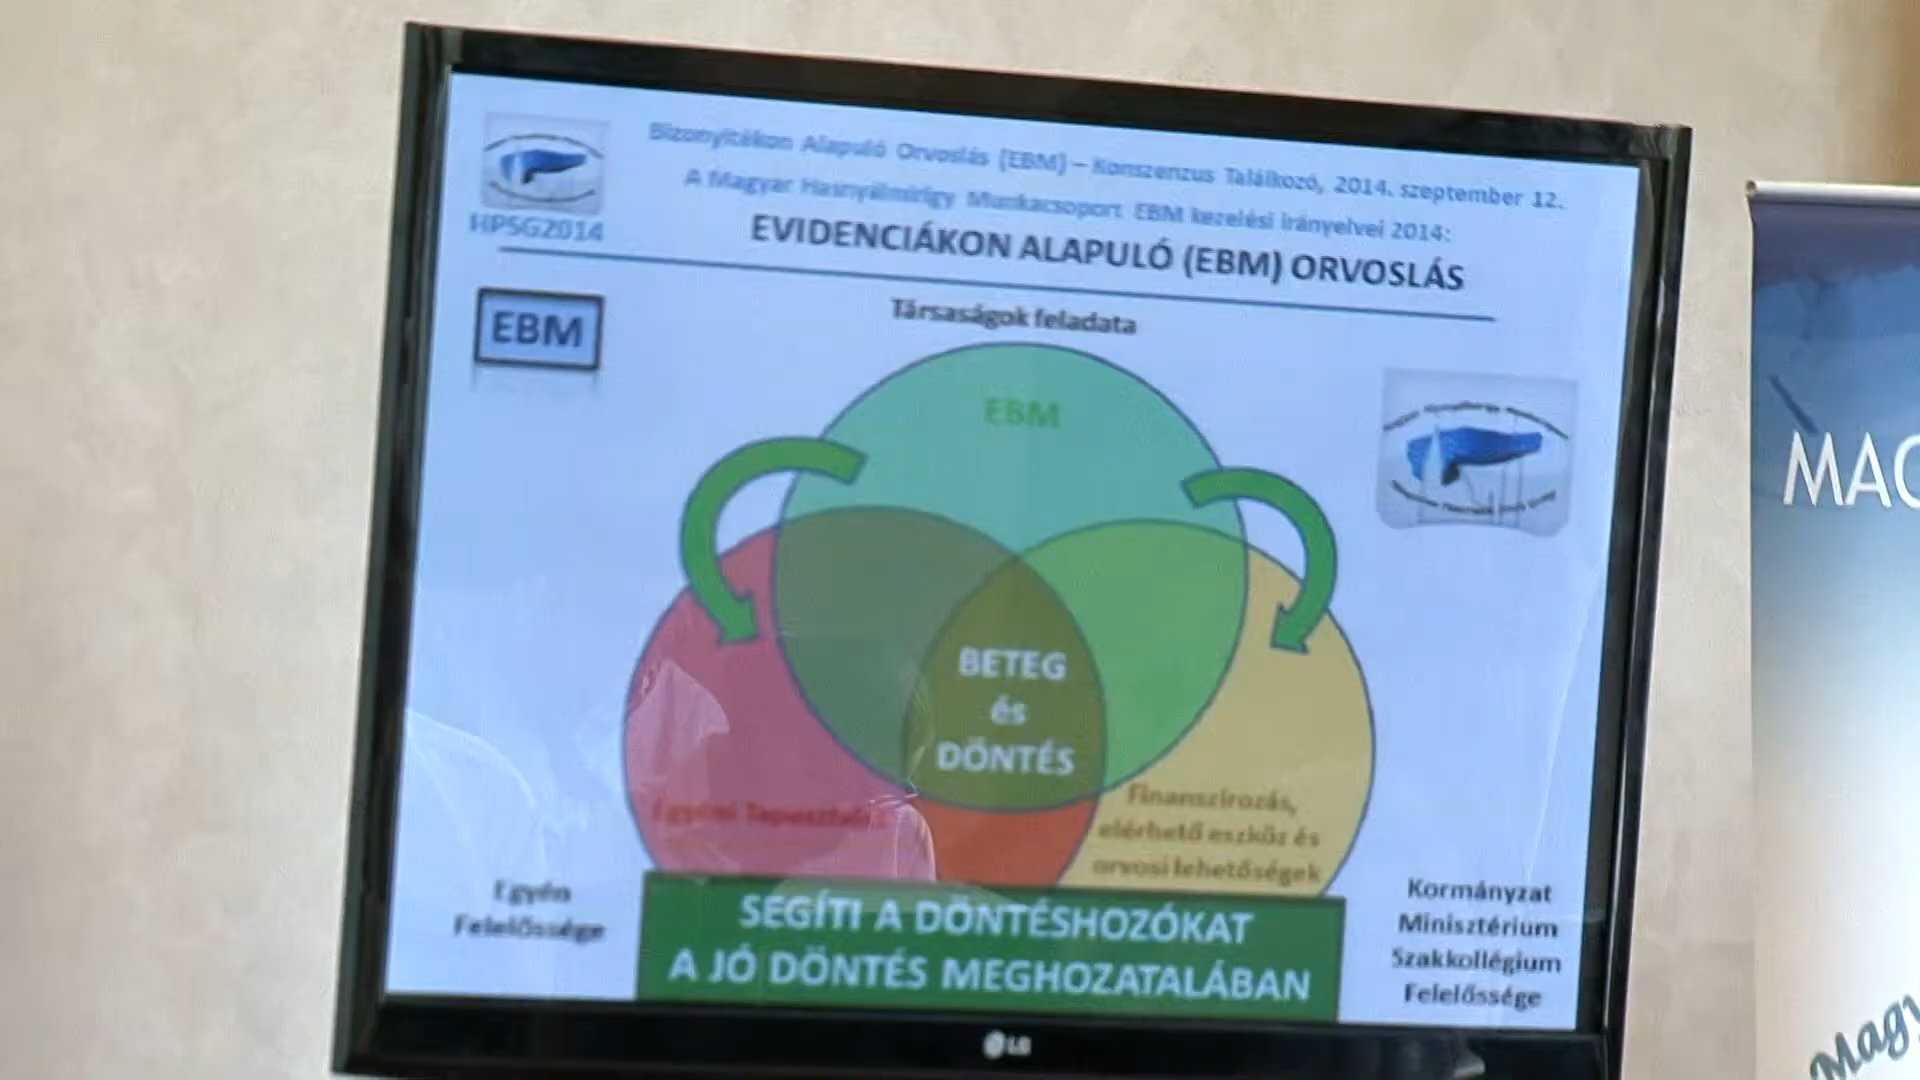 Bizonyítékon Alapuló Orvoslás (EBM) – Konszenzus Találkozó, 2014. szeptember 12.
A Magyar Hasnyálmirigy Munkacsoport EBM kezelési irányelvei 2014:
HPSG2014
EVIDENCIÁKON ALAPULÓ (EBM) ORVOSLÁS
EBM
Társaságok feladata
EBM
MAG
BETEG
és
DÖNTÉS
Egyéni
Finanszírozás,
elérhető eszköz és
orvosi lehetőségek
Egyén
Felelőssége
Kormányzat
Minisztérium
Szakkollégium
Felelőssége
SEGÍTI A DÖNTÉSHOZÓKAT
A JÓ DÖNTÉS MEGHOZATALÁBAN
LG
Magy